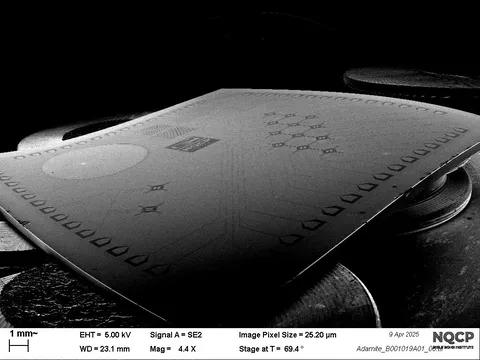 1 mm~
EHT = 5.00 kV
Signal A = SE2
Image Pixel Size = 25.20 µm
9 Apr 2025
NQCP
WD = 23.1 mm
Mag = 4.4 X
Stage at T = 69.4 °
Adamite_B001019A01_